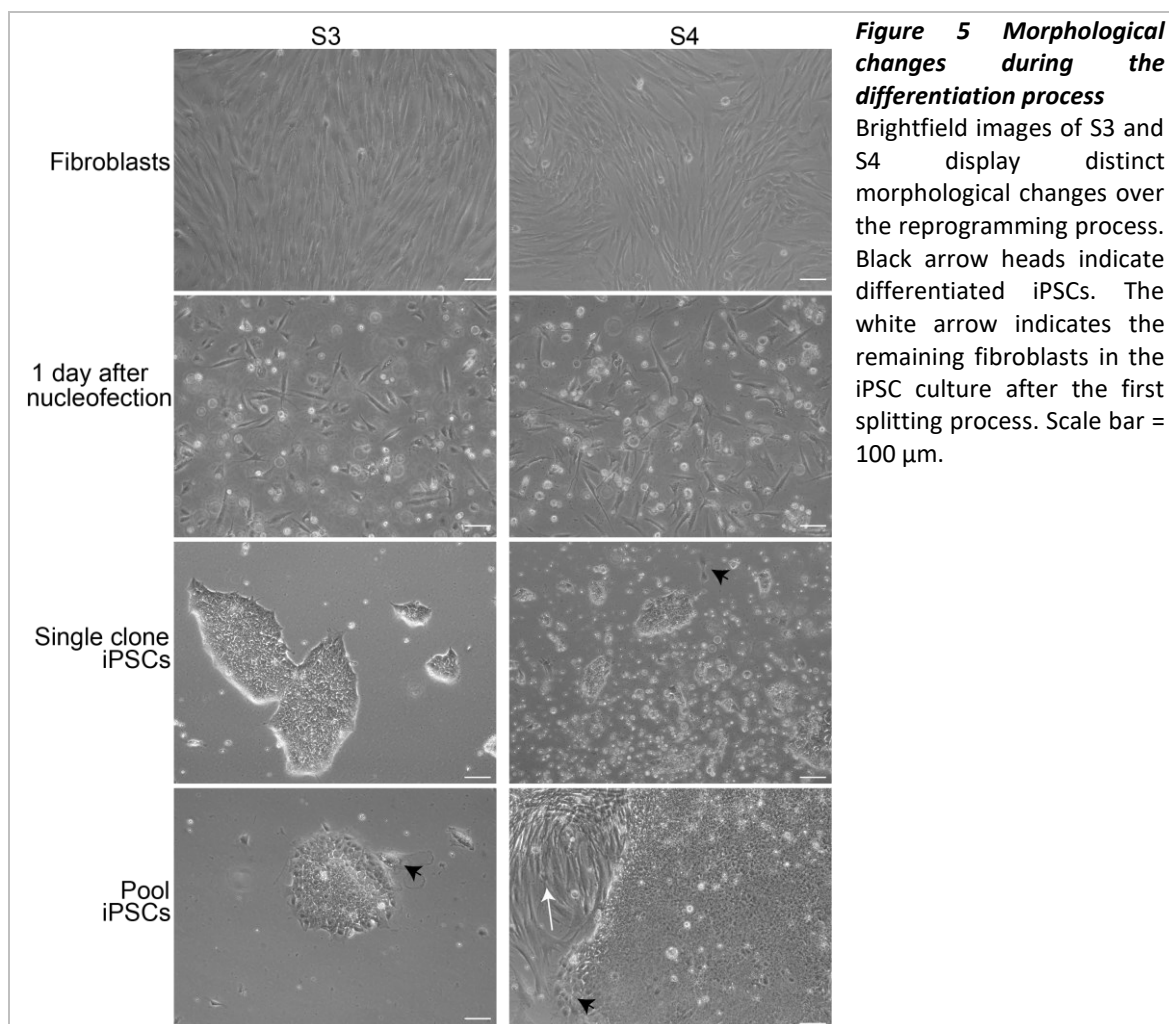 S3
S4
Fibroblasts
1 day after
nucleofection
Single clone
iPSCs
Pool
iPSCs
Figure 5 Morphological
changes during the
differentiation process
Brightfield images of S3 and
S4 display distinct
morphological changes over
the reprogramming process.
Black arrow heads indicate
differentiated iPSCs. The
white arrow indicates the
remaining fibroblasts in the
iPSC culture after the first
splitting process. Scale bar =
100 μm.